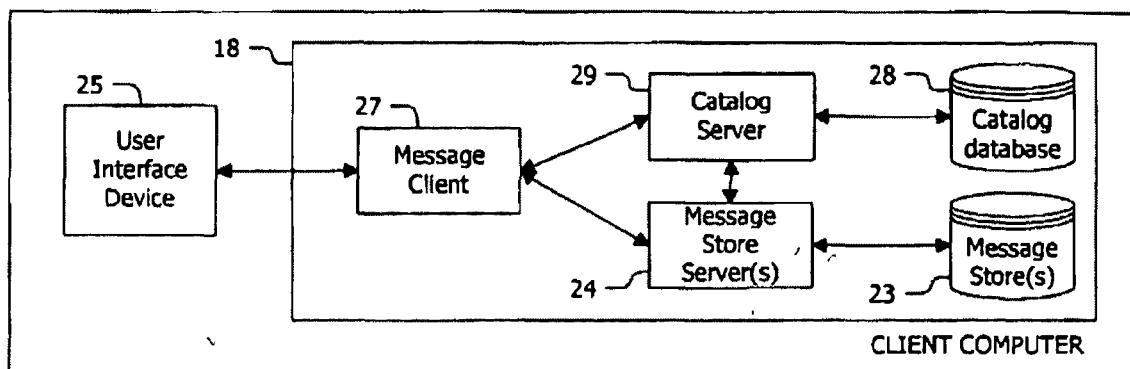 18
25
User
Interface
Device
27
Message
Client
29
Catalog
Server
28
Catalog
database
Message
Store
Server(s)
24
Message
Store(s)
23
CLIENT COMPUTER